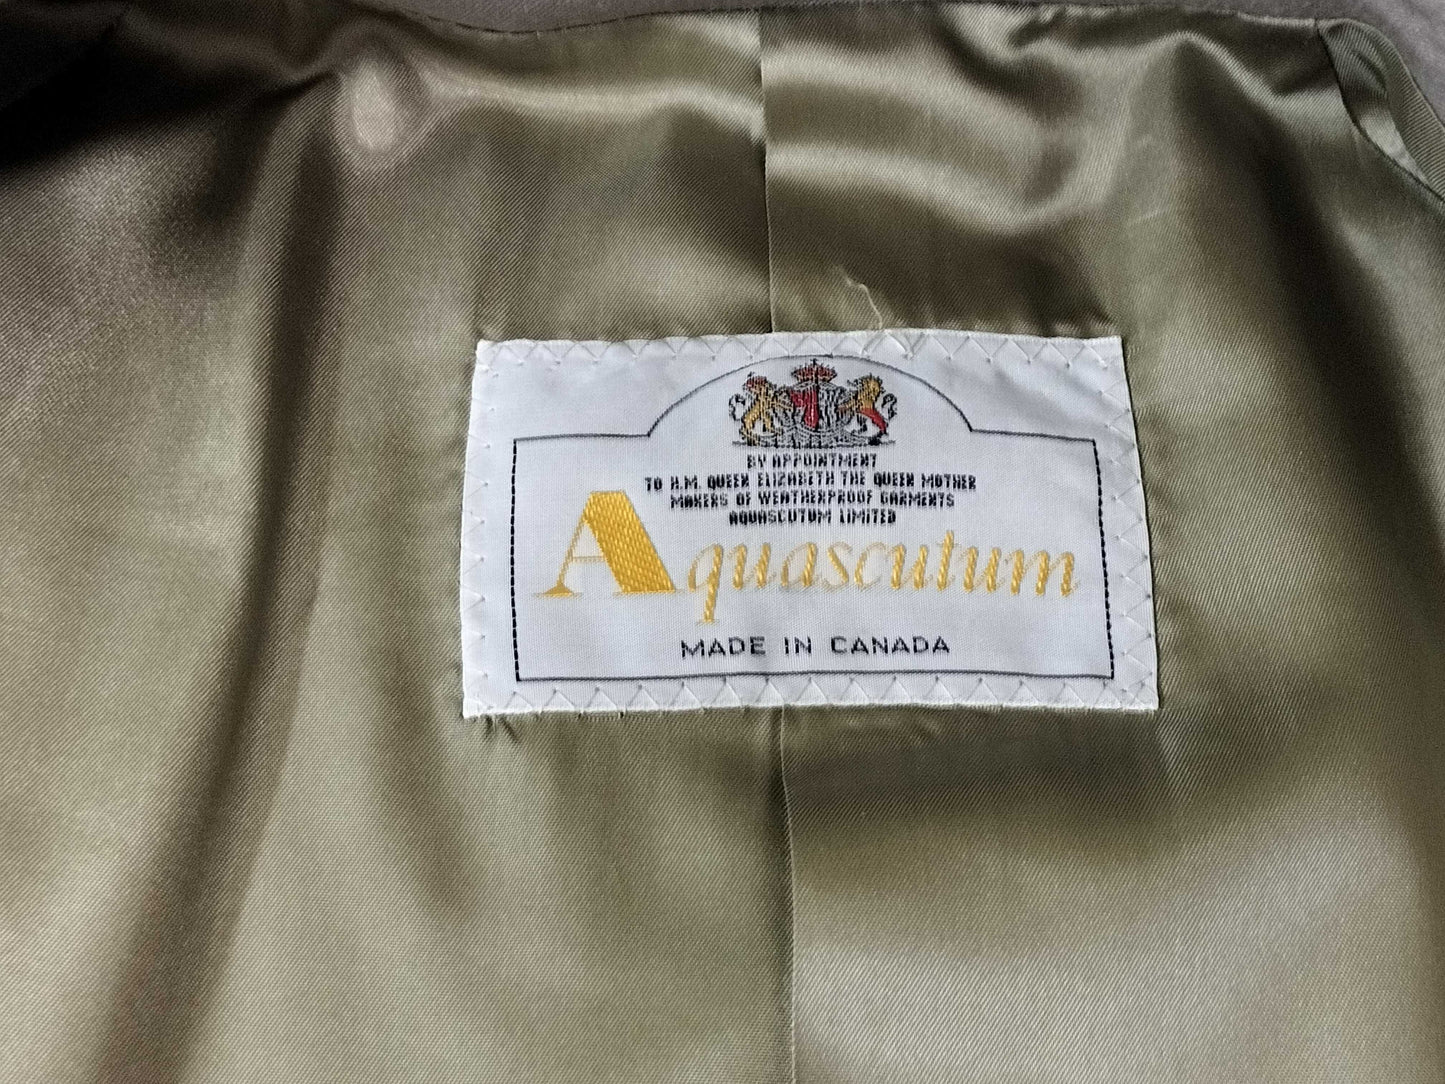 BY APPOINTMENT
TO H.M. QUEEN ELIZABETH THE QUEEN MOTHER
MAKERS OF WEATHERPROOF GARMENTS
AQUASCUTUM LIMITED
Aquascutum
MADE IN CANADA